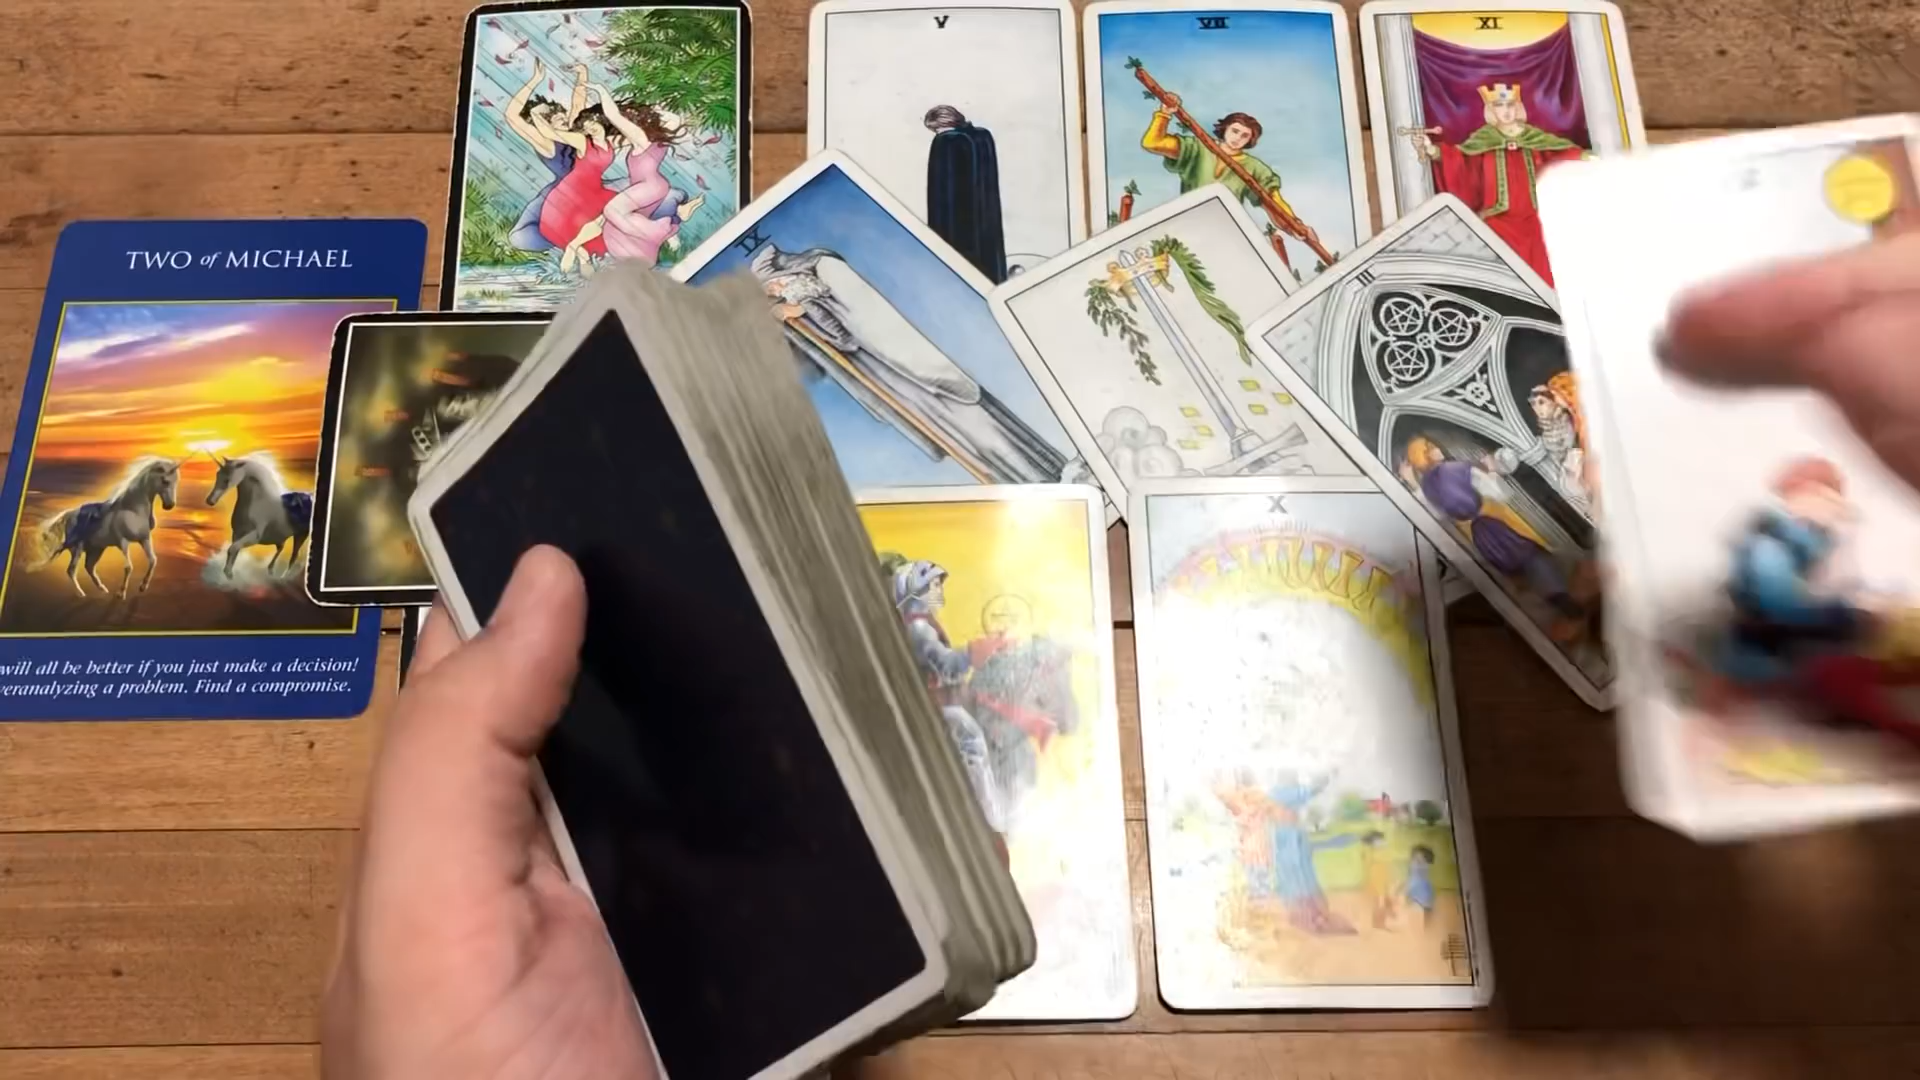 V
VII
XI
TWO of MICHAEL
IX
III
X
will all be better if you just make a decision!
veranalyzing a problem. Find a compromise.